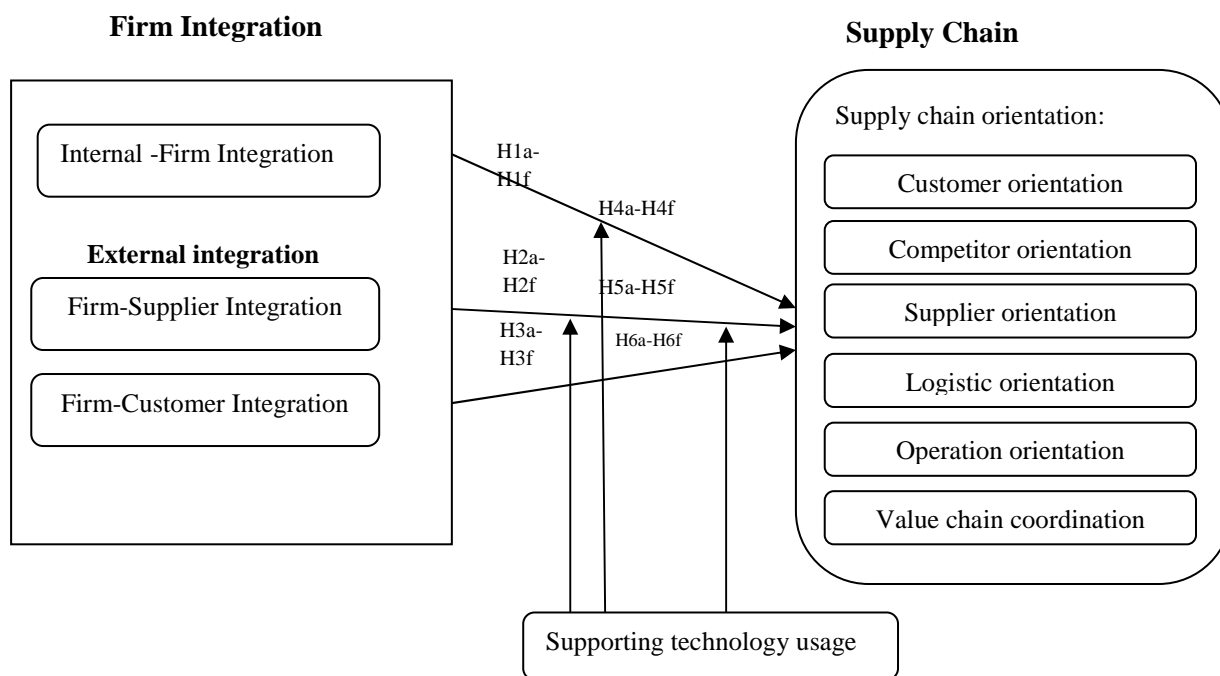 Firm Integration
Supply Chain
Internal -Firm Integration
External integration
Firm-Supplier Integration
Firm-Customer Integration
H1a-
H1f
H4a-H4f
H2a-
H2f
H5a-H5f
H3a-
H3f
H6a-H6f
Supply chain orientation:
Customer orientation
Competitor orientation
Supplier orientation
Logistic orientation
Operation orientation
Value chain coordination
Supporting technology usage